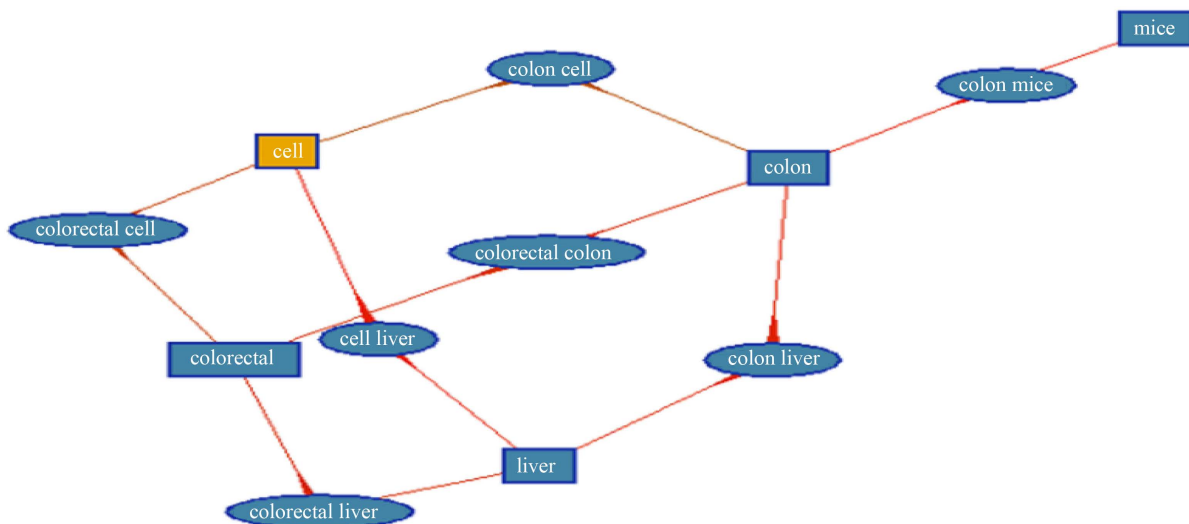 mice
colon cell
colon mice
cell
colon
colorectal cell
colorectal colon
cell liver
colorectal
colon liver
liver
colorectal liver